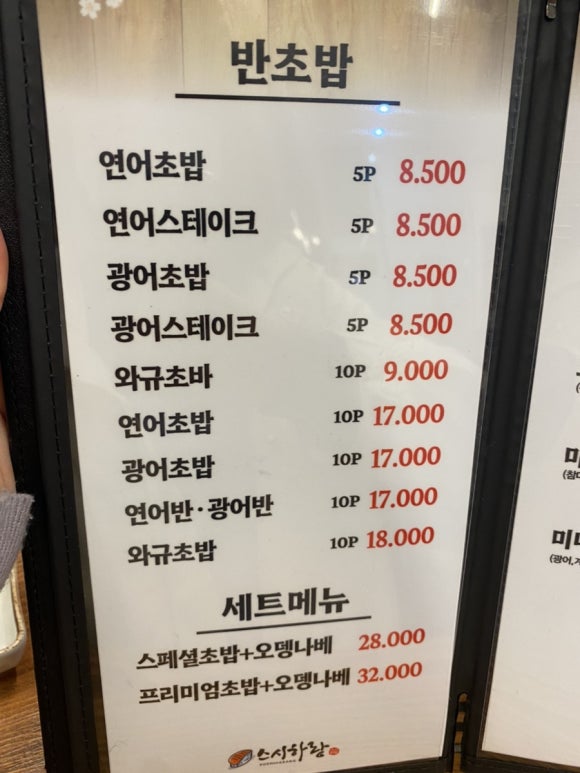 반초밥
연어초밥 5P 8.500
연어스테이크 5P 8.500
광어초밥 5P 8.500
광어스테이크 5P 8.500
와규초바 10P 9.000
연어초밥 10P 17.000
광어초밥 10P 17.000
연어반·광어반 10P 17.000
와규초밥 10P 18.000
세트메뉴
스페셜초밥+오뎅나베 28.000
프리미엄초밥+오뎅나베 32.000
스시하랑